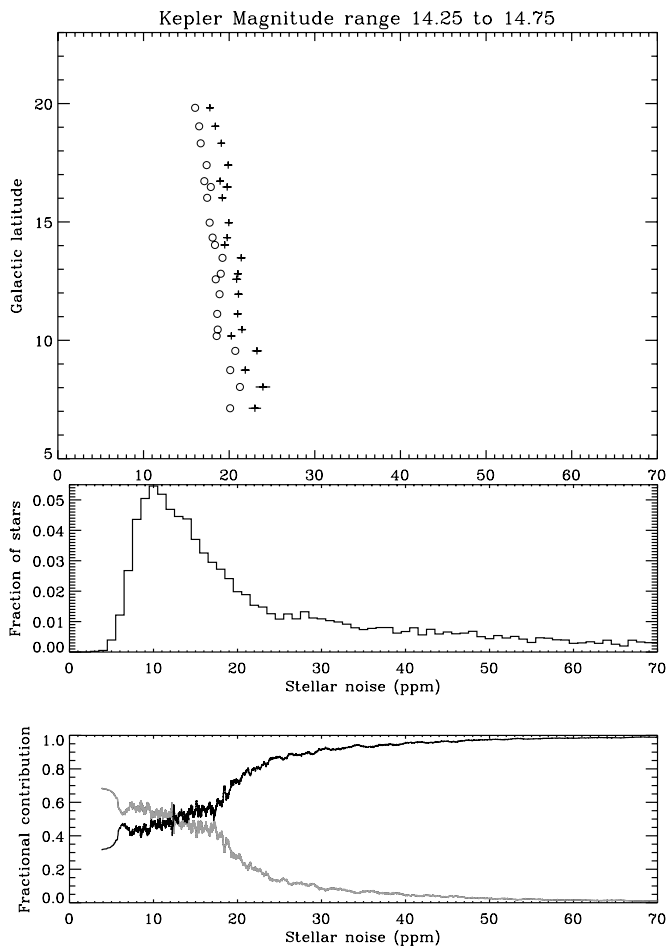 Kepler Magnitude range 14.25 to 14.75
Galactic latitude
20
15
10
5
0 10 20 30 40 50 60 70
Fraction of stars
0.05
0.04
0.03
0.02
0.01
0.00
0 10 20 30 40 50 60 70
Stellar noise (ppm)
Fractional contribution
1.0
0.8
0.6
0.4
0.2
0.0
0 10 20 30 40 50 60 70
Stellar noise (ppm)